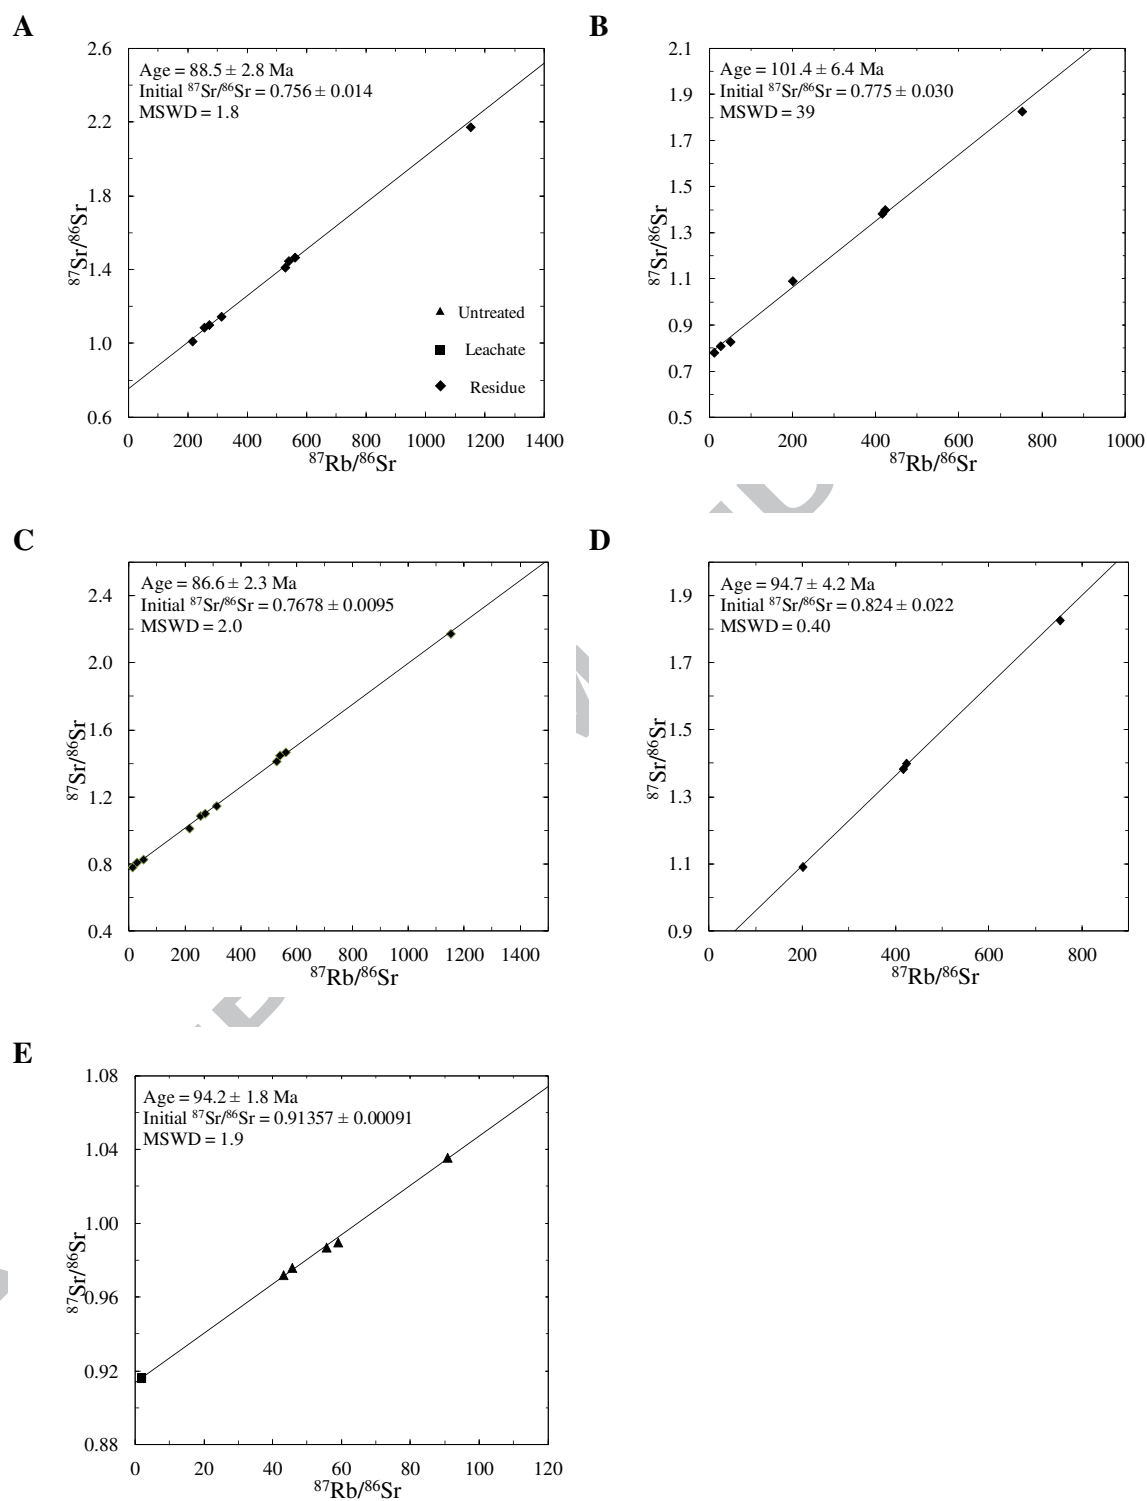 A
Age = 88.5 ± 2.8 Ma
Initial ⁸⁷Sr/⁸⁶Sr = 0.756 ± 0.014
MSWD = 1.8
2.6
2.2
1.8
1.4
1.0
0.6
⁸⁷Sr/⁸⁶Sr
Untreated
Leachate
Residue
0 200 400 600 800 1000 1200 1400
⁸⁷Rb/⁸⁶Sr
B
Age = 101.4 ± 6.4 Ma
Initial ⁸⁷Sr/⁸⁶Sr = 0.775 ± 0.030
MSWD = 39
2.1
1.9
1.7
1.5
1.3
1.1
0.9
0.7
0.5
⁸⁷Sr/⁸⁶Sr
0 200 400 600 800 1000
⁸⁷Rb/⁸⁶Sr
C
Age = 86.6 ± 2.3 Ma
Initial ⁸⁷Sr/⁸⁶Sr = 0.7678 ± 0.0095
MSWD = 2.0
2.4
2.0
1.6
1.2
0.8
0.4
⁸⁷Sr/⁸⁶Sr
0 200 400 600 800 1000 1200 1400
⁸⁷Rb/⁸⁶Sr
D
Age = 94.7 ± 4.2 Ma
Initial ⁸⁷Sr/⁸⁶Sr = 0.824 ± 0.022
MSWD = 0.40
1.9
1.7
1.5
1.3
1.1
0.9
⁸⁷Sr/⁸⁶Sr
0 200 400 600 800
⁸⁷Rb/⁸⁶Sr
E
Age = 94.2 ± 1.8 Ma
Initial ⁸⁷Sr/⁸⁶Sr = 0.91357 ± 0.00091
MSWD = 1.9
1.08
1.04
1.00
0.96
0.92
0.88
⁸⁷Sr/⁸⁶Sr
0 20 40 60 80 100 120
⁸⁷Rb/⁸⁶Sr